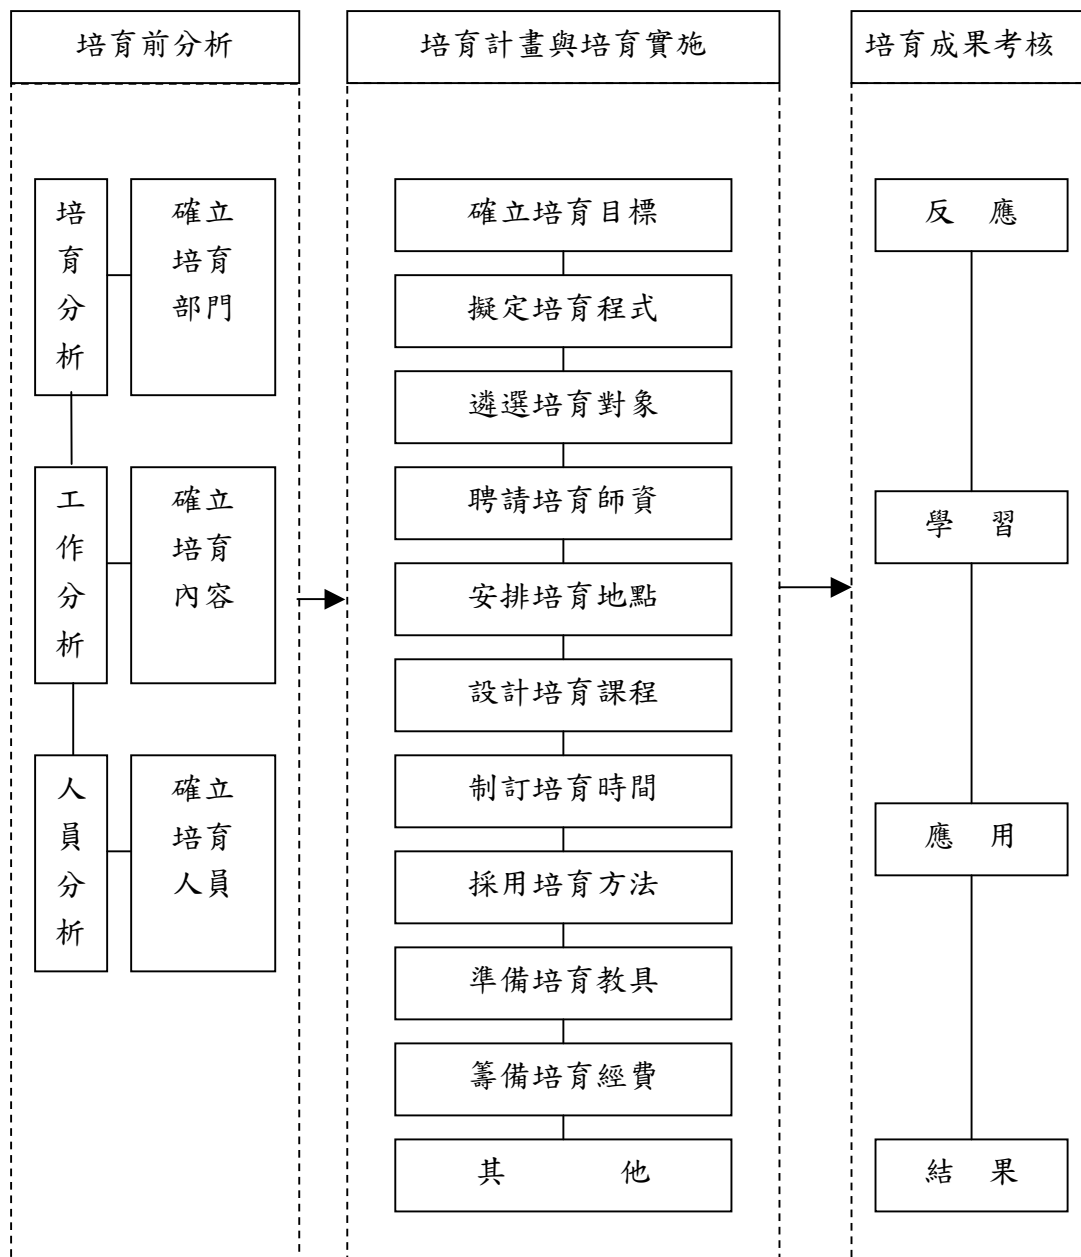 培育前分析
培育計畫與培育實施
培育成果考核
培
育
分
析
確立
培育
部門
工
作
分
析
確立
培育
內容
人
員
分
析
確立
培育
人員
確立培育目標
擬定培育程式
遴選培育對象
聘請培育師資
安排培育地點
設計培育課程
制訂培育時間
採用培育方法
準備培育教具
籌備培育經費
其 他
反 應
學 習
應 用
結 果